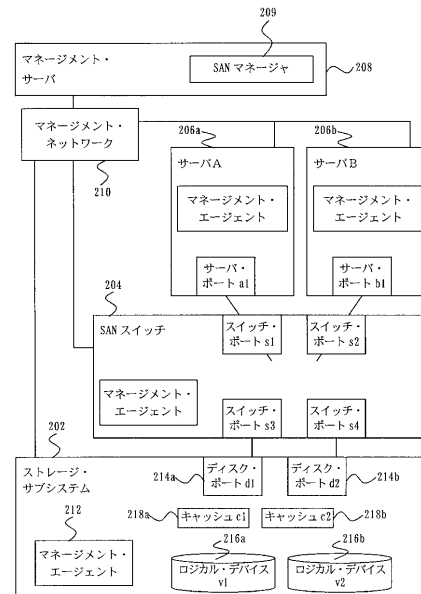 209
マネージメント・
サーバ
SAN マネージャ
208
マネージメント・
ネットワーク
210
206a
206b
サーバA
サーバB
マネージメント・
エージェント
マネージメント・
エージェント
サーバ・
ポート a1
サーバ・
ポート b1
204
SAN スイッチ
スイッチ・
ポート s1
スイッチ・
ポート s2
マネージメント・
エージェント
スイッチ・
ポート s3
スイッチ・
ポート s4
202
ストレージ・
サブシステム
214a
ディスク・
ポート d1
ディスク・
ポート d2
214b
218a
キャッシュ c1
キャッシュ c2
218b
212
マネージメント・
エージェント
216a
216b
ロジカル・デバイス
v1
ロジカル・デバイス
v2